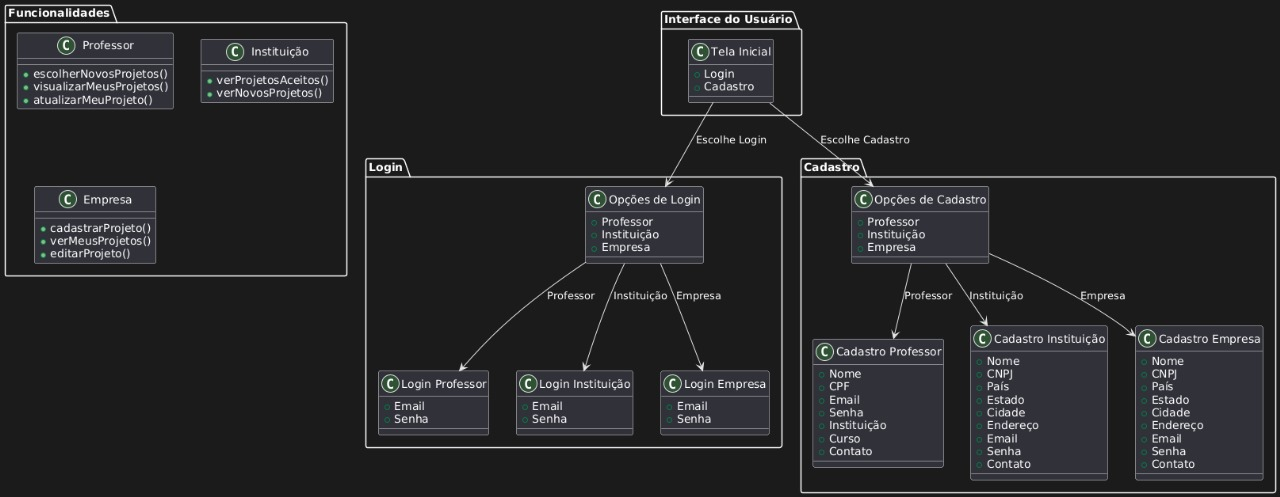 Funcionalidades
C Professor
escolherNovosProjetos()
visualizarMeusProjetos()
atualizarMeuProjeto()
C Instituição
verProjetosAceitos()
verNovosProjetos()
C Empresa
cadastrarProjeto()
verMeusProjetos()
editarProjeto()
Interface do Usuário
C Tela Inicial
Login
Cadastro
Escolhe Login
Escolhe Cadastro
Login
C Opções de Login
Professor
Instituição
Empresa
Professor
Instituição
Empresa
C Login Professor
Email
Senha
C Login Instituição
Email
Senha
C Login Empresa
Email
Senha
Cadastro
C Opções de Cadastro
Professor
Instituição
Empresa
Professor
Instituição
Empresa
C Cadastro Professor
Nome
CPF
Email
Senha
Instituição
Curso
Contato
C Cadastro Instituição
Nome
CNPJ
País
Estado
Cidade
Endereço
Email
Senha
Contato
C Cadastro Empresa
Nome
CNPJ
País
Estado
Cidade
Endereço
Email
Senha
Contato